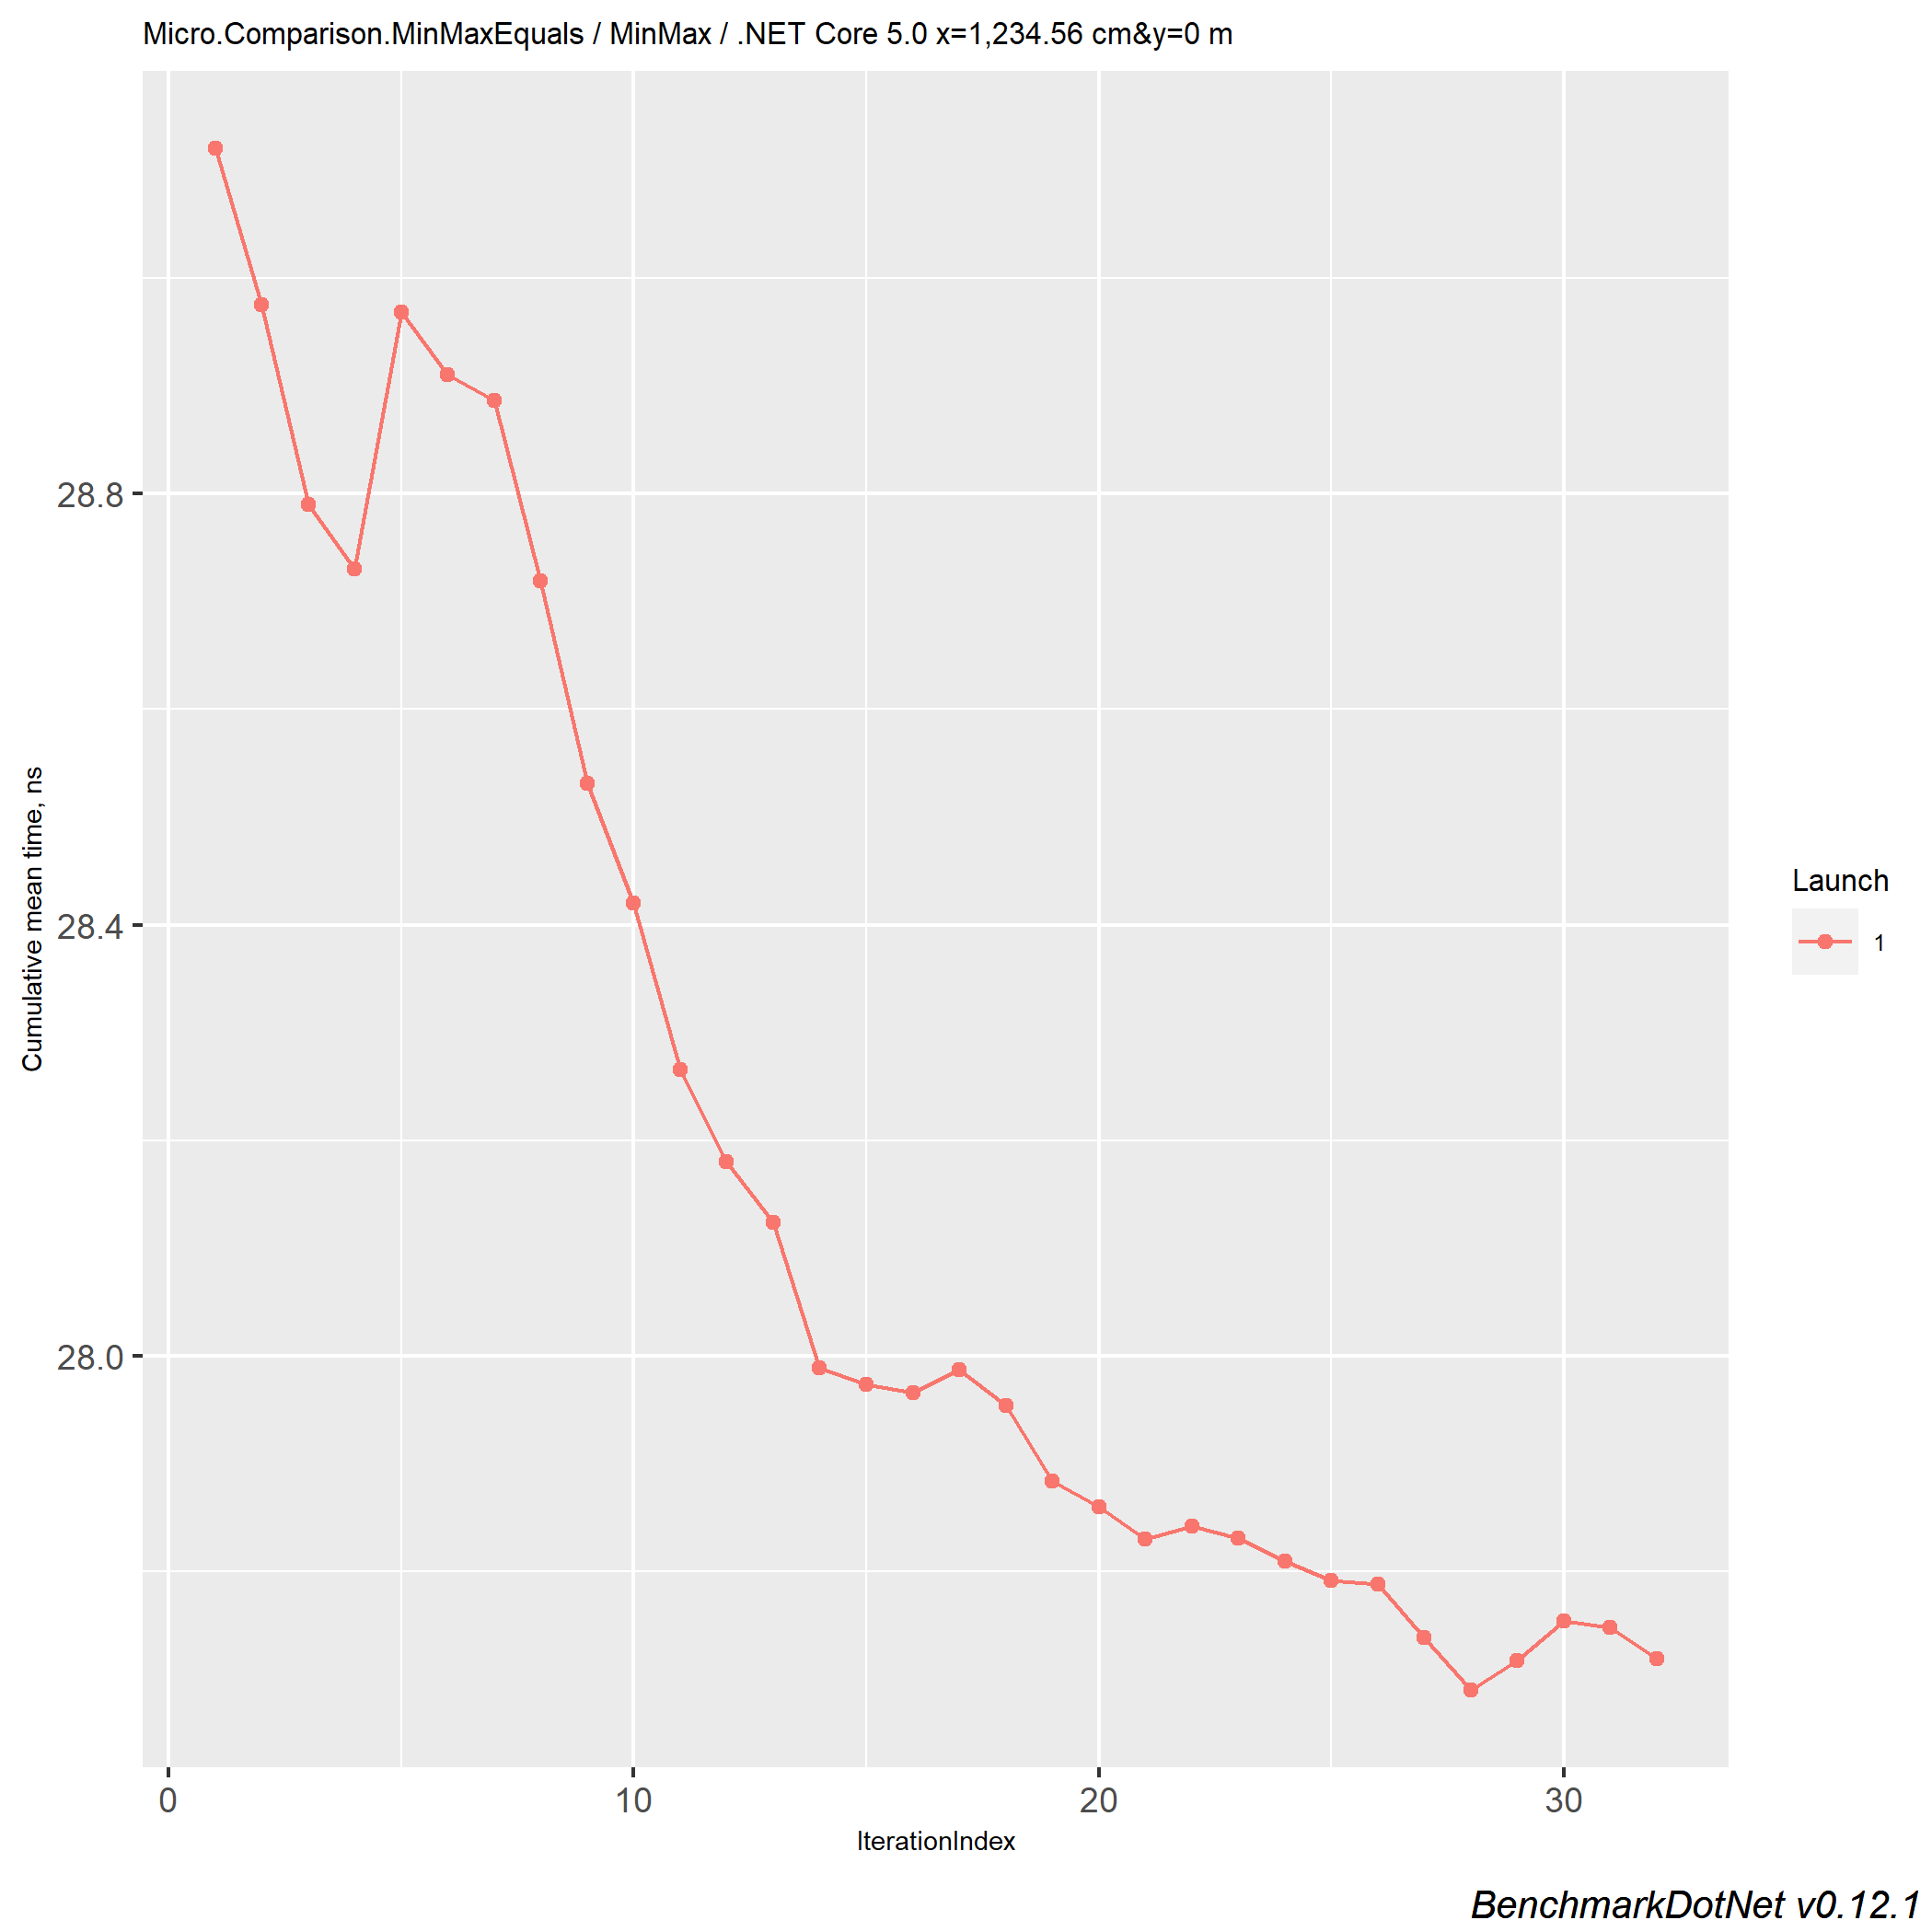 Micro.Comparison.MinMaxEquals / MinMax / .NET Core 5.0 x=1,234.56 cm&y=0 m
Cumulative mean time, ns
28.8
28.4
28.0
0 10 20 30
IterationIndex
Launch
1
BenchmarkDotNet v0.12.1